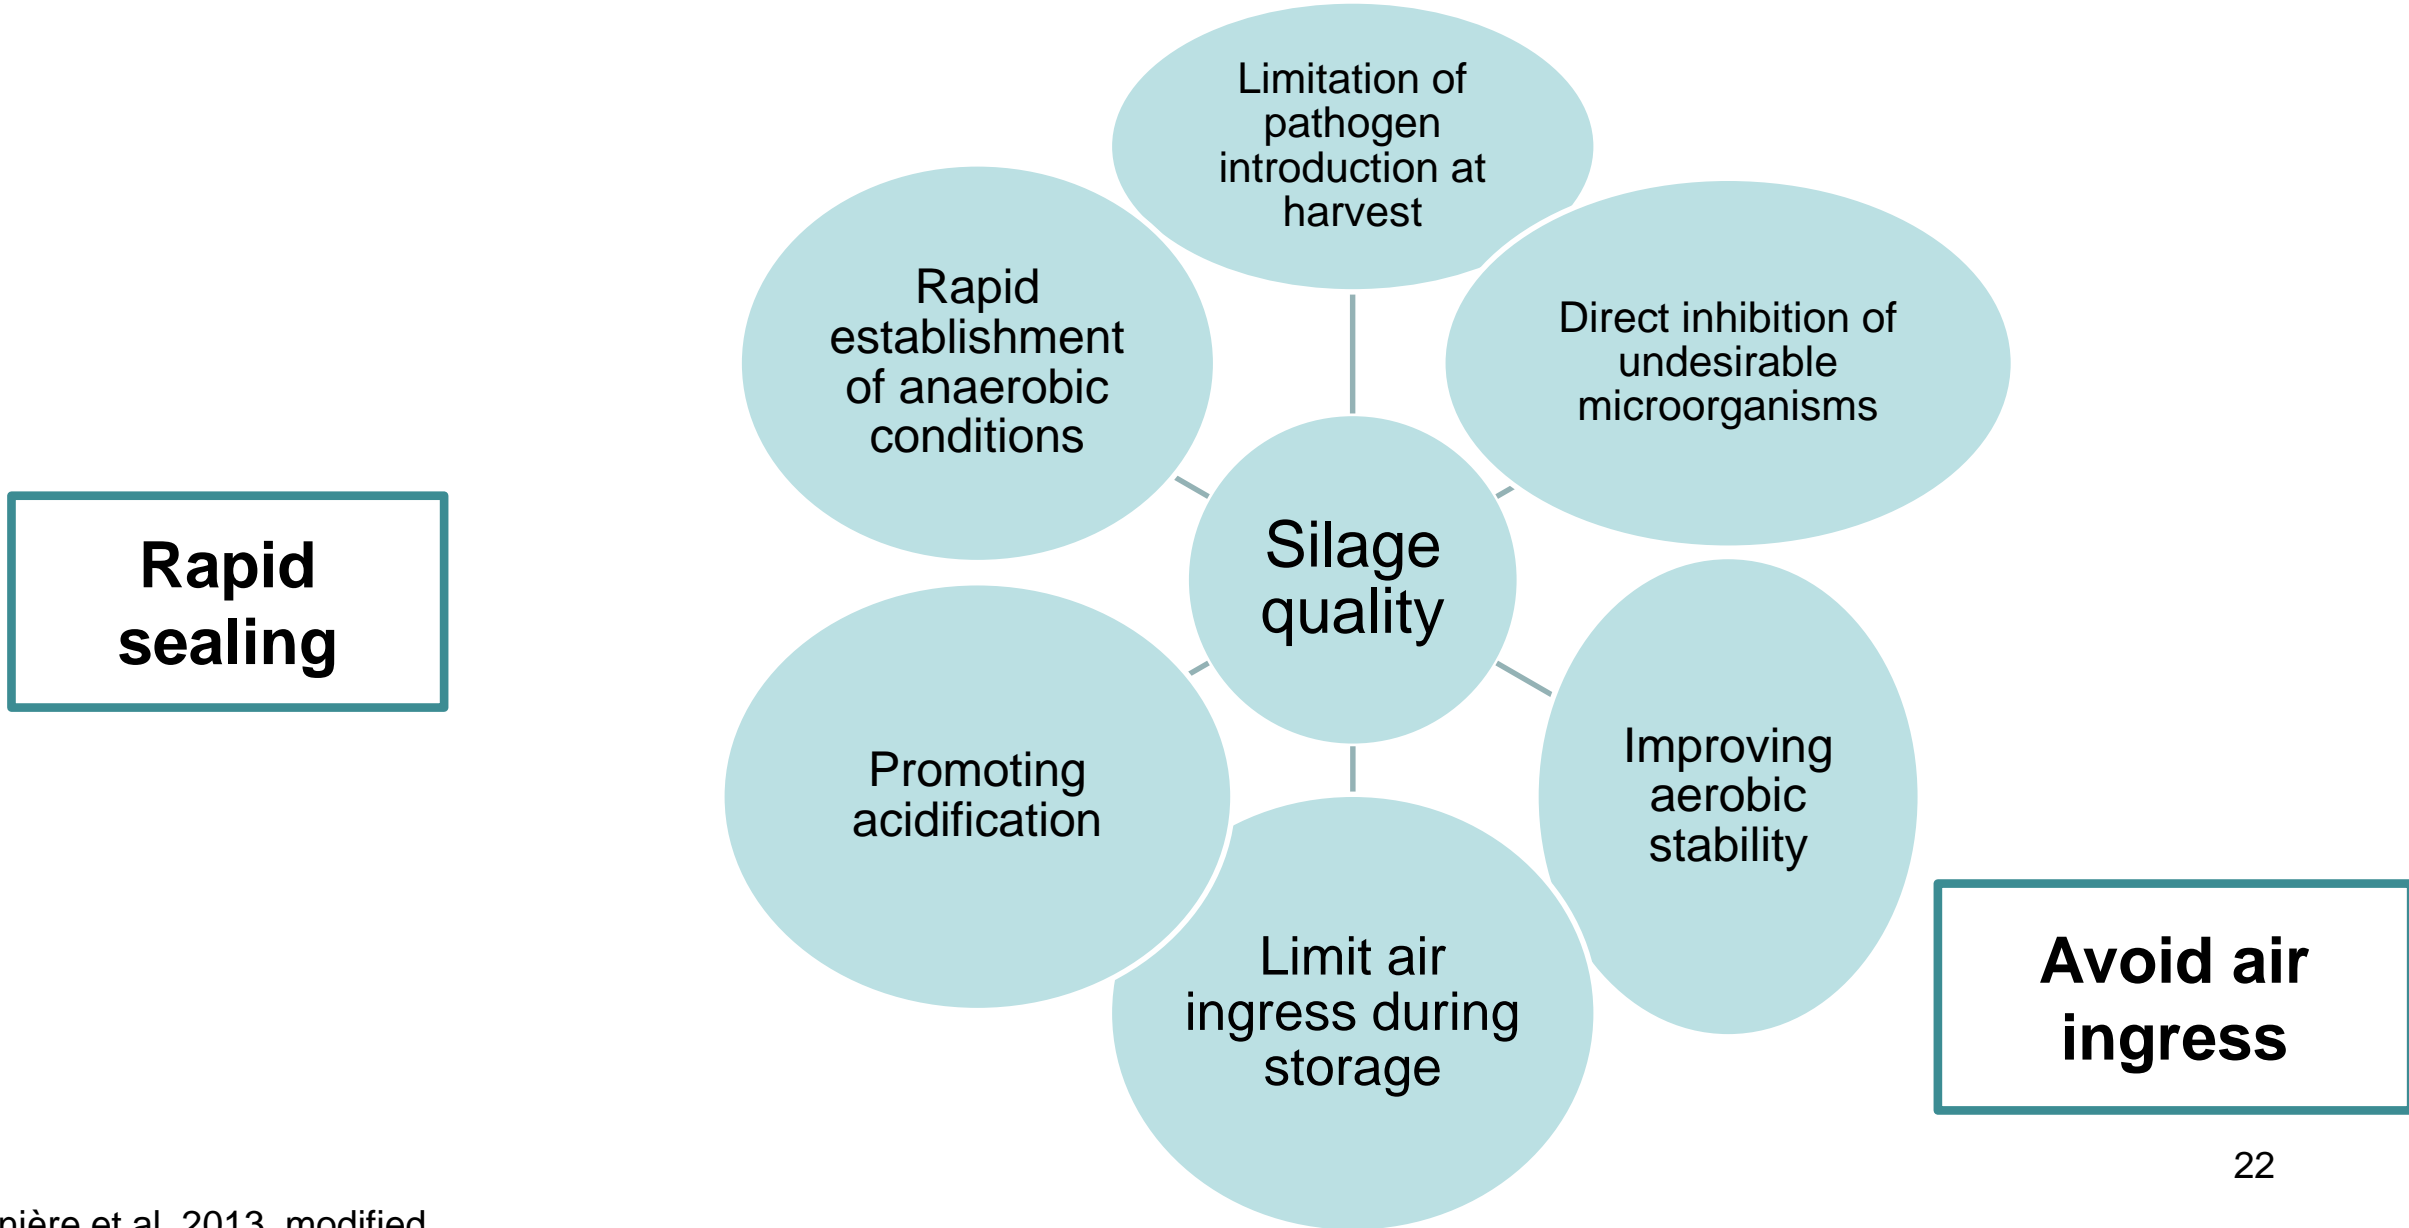 Limitation of
pathogen
introduction at
harvest
Rapid
establishment
of anaerobic
conditions
Direct inhibition of
undesirable
microorganisms
Rapid
sealing
Silage
quality
Promoting
acidification
Improving
aerobic
stability
Limit air
ingress during
storage
Avoid air
ingress
22
et al. 2013, modified